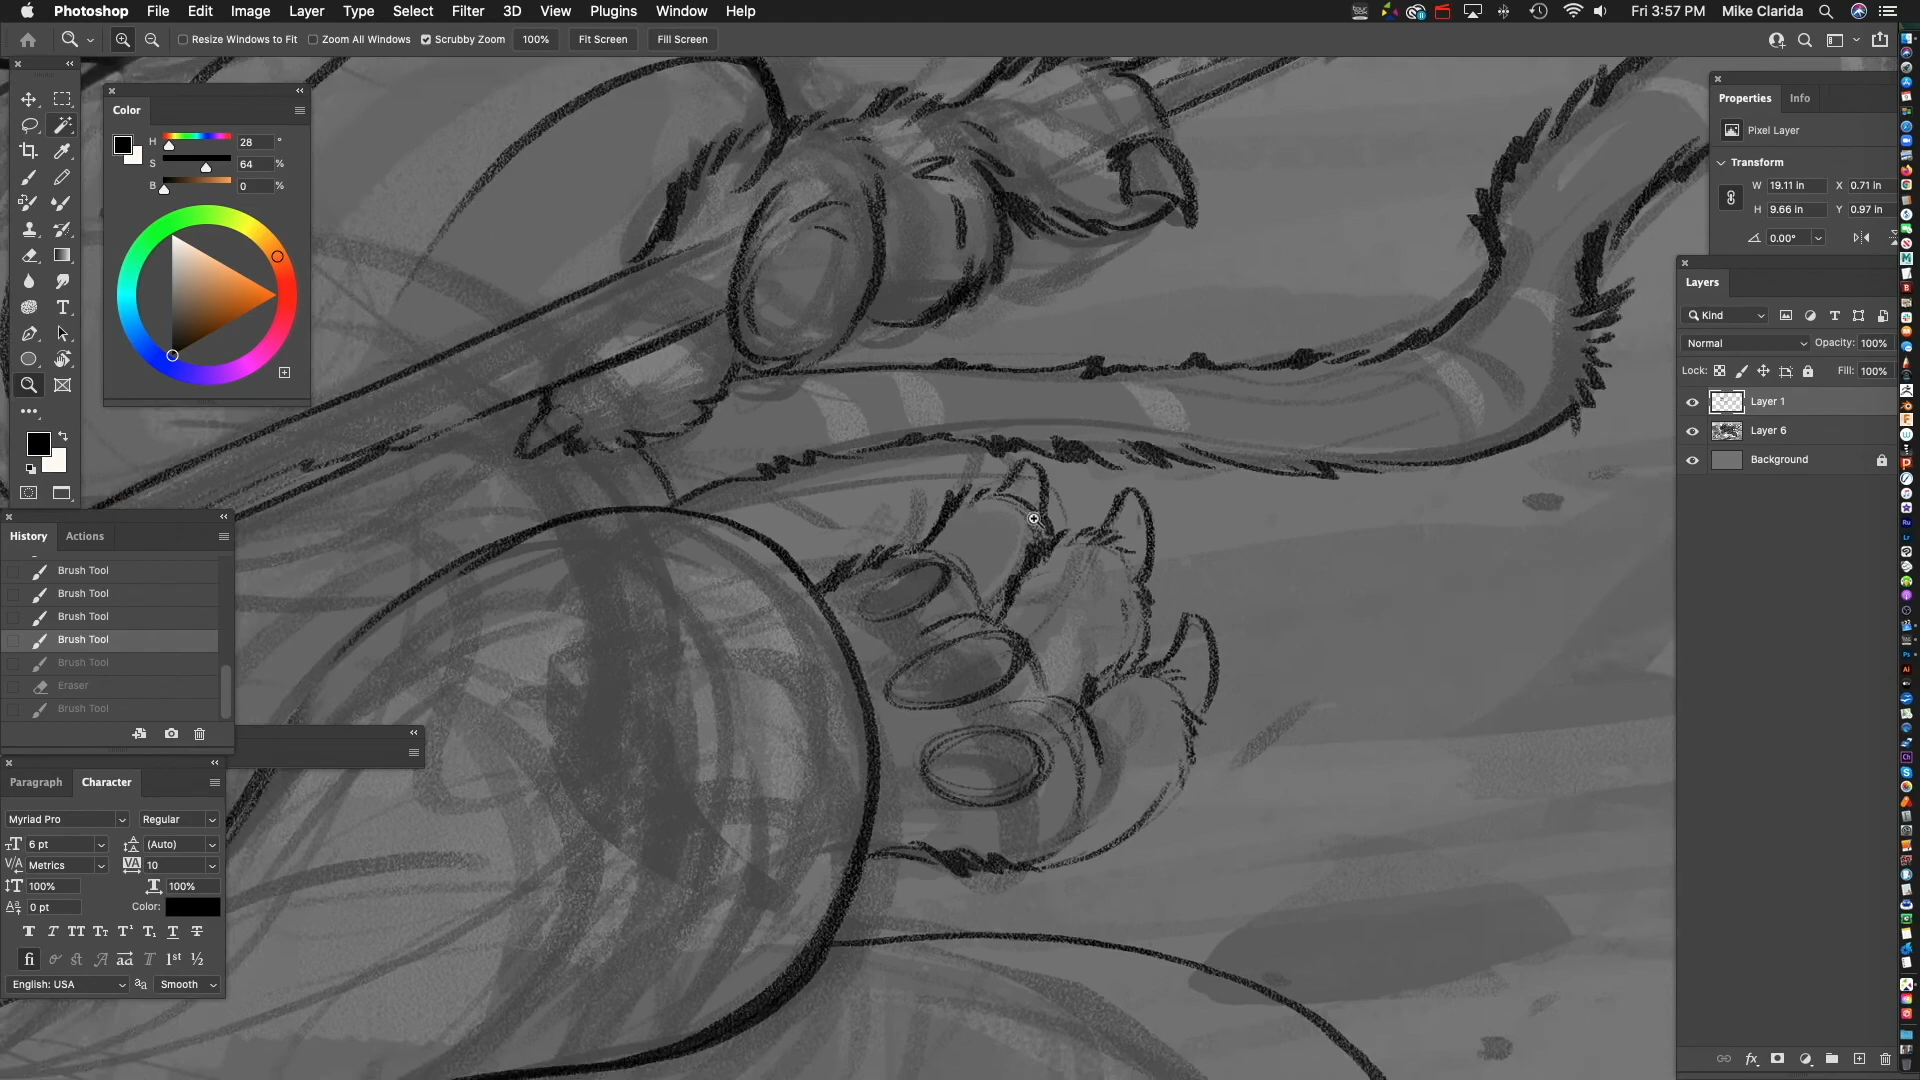 Photoshop File Edit Image Layer Type Select Filter 3D View Plugins Window Help
Fri 3:57 PM Mike Clarida
Resize Windows to Fit Zoom All Windows Scrubby Zoom 100% Fit Screen Fill Screen
Color
H 28 °
S 64 %
B 0 %
Properties Info
Pixel Layer
Transform
W 19.11 in X 0.71 in
H 9.66 in Y 0.97 in
0.00°
Layers
Kind
Normal Opacity: 100%
Lock: Fill: 100%
Layer 1
Layer 6
Background
History Actions
Brush Tool
Brush Tool
Brush Tool
Brush Tool
Brush Tool
Eraser
Brush Tool
Paragraph Character
Myriad Pro Regular
6 pt (Auto)
Metrics 10
100% 100%
0 pt Color:
English: USA aa Smooth